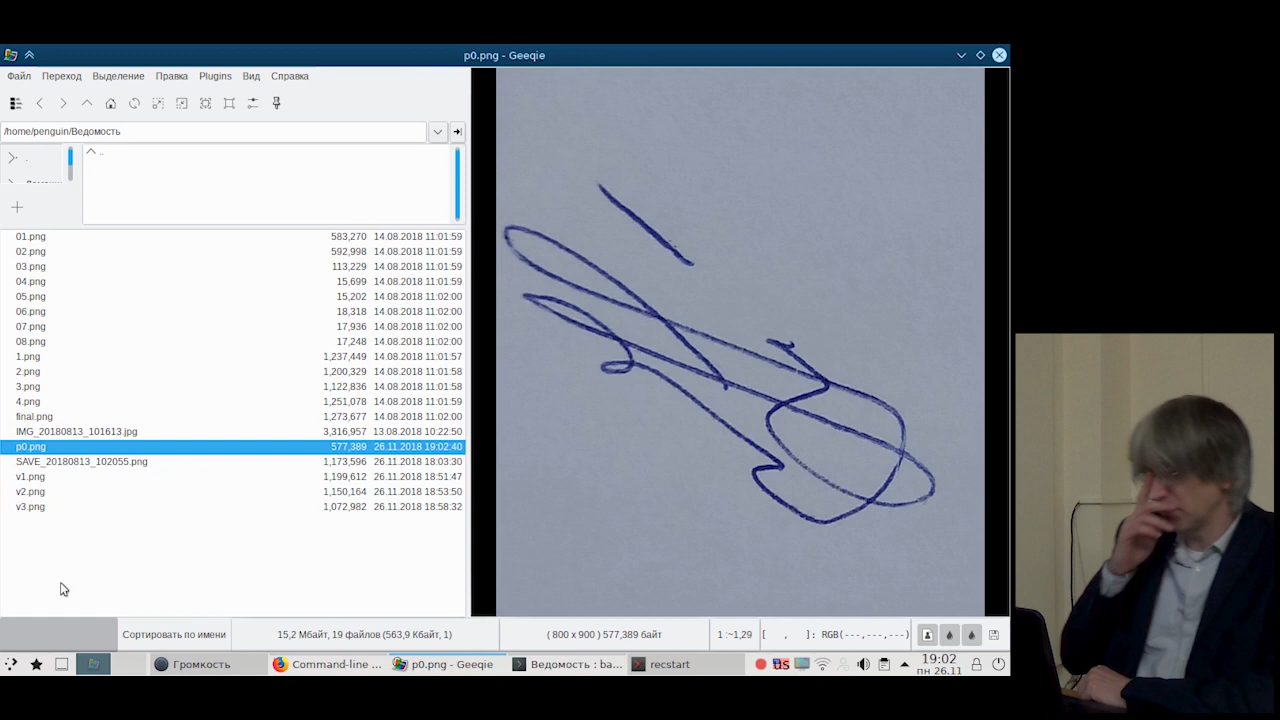 p0.png - Geeqie
Файл Переход Выделение Правка Plugins Вид Справка
/home/penguin/Ведомость
..
01.png 583,270 14.08.2018 11:01:59
02.png 592,998 14.08.2018 11:01:59
03.png 113,229 14.08.2018 11:01:59
04.png 15,699 14.08.2018 11:01:59
05.png 15,202 14.08.2018 11:02:00
06.png 18,318 14.08.2018 11:02:00
07.png 17,936 14.08.2018 11:02:00
08.png 17,248 14.08.2018 11:02:00
1.png 1,237,449 14.08.2018 11:01:57
2.png 1,200,329 14.08.2018 11:01:58
3.png 1,122,836 14.08.2018 11:01:58
4.png 1,251,078 14.08.2018 11:01:59
final.png 1,273,677 14.08.2018 11:02:00
IMG_20180813_101613.jpg 3,316,957 13.08.2018 10:22:50
p0.png 577,389 26.11.2018 19:02:40
SAVE_20180813_102055.png 1,173,596 26.11.2018 18:03:30
v1.png 1,199,612 26.11.2018 18:51:47
v2.png 1,150,164 26.11.2018 18:53:50
v3.png 1,072,982 26.11.2018 18:58:32
Сортировать по имени 15,2 Мбайт, 19 файлов (563,9 Кбайт, 1) ( 800 x 900 ) 577,389 байт 1 :~1,29 [ , ]: RGB(---,---,---)
Громкость Command-line ... p0.png - Geeqie Ведомость : ba... recstart us 19:02
пн 26.11